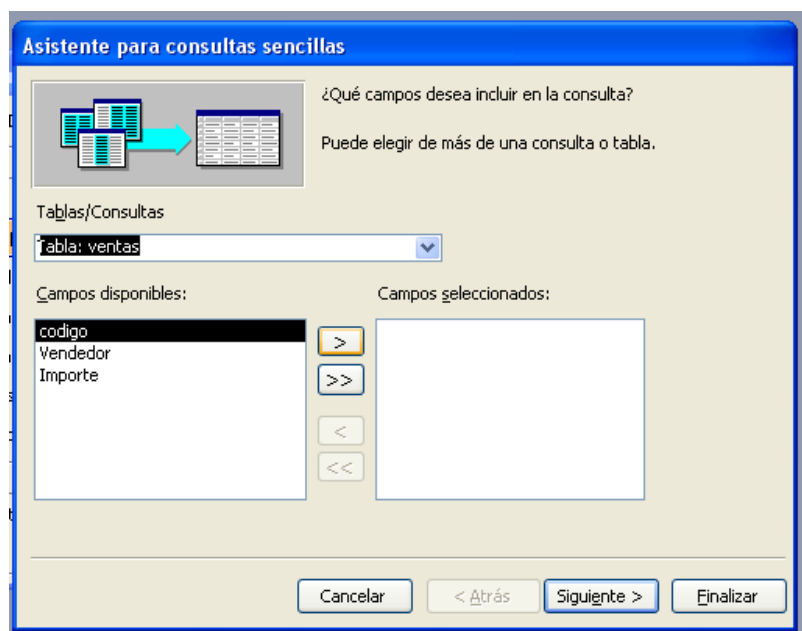 Asistente para consultas sencillas
¿Qué campos desea incluir en la consulta?
Puede elegir de más de una consulta o tabla.
Tablas/Consultas
Tabla: ventas
Campos disponibles:
Campos seleccionados:
codigo
Vendedor
Importe
>
>>
<
<<
Cancelar
< Atrás
Siguiente >
Finalizar